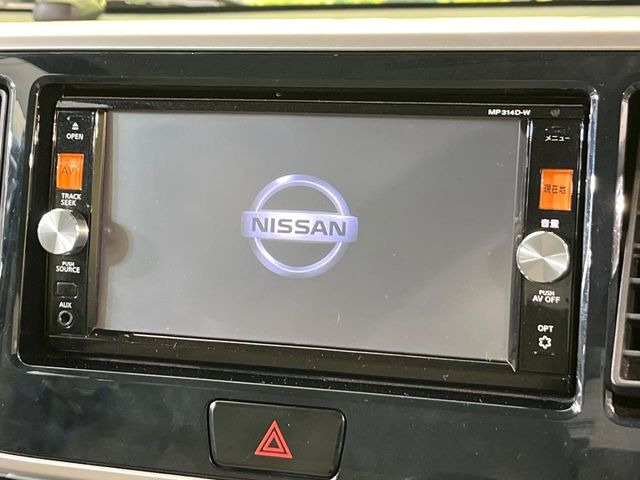 MP314D-W
OPEN
AV
TRACK
SEEK
PUSH
SOURCE
AUX
NISSAN
メニュー
現在地
音量
PUSH
AV OFF
OPT